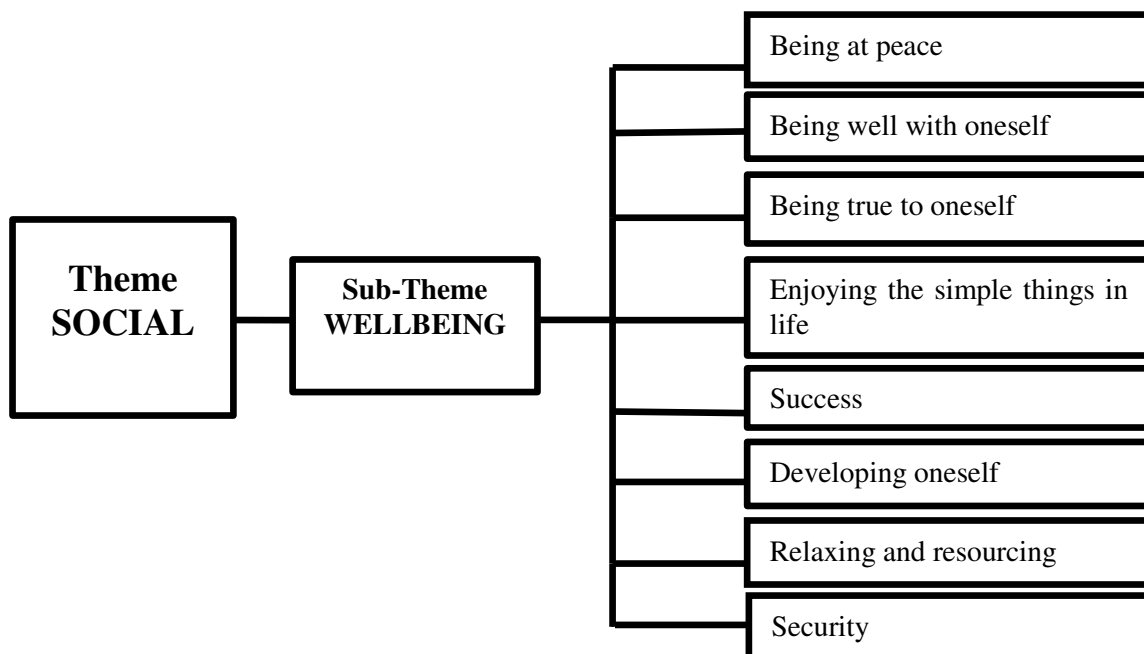 Theme
SOCIAL
Sub-Theme
WELLBEING
Being at peace
Being well with oneself
Being true to oneself
Enjoying the simple things in
life
Success
Developing oneself
Relaxing and resourcing
Security